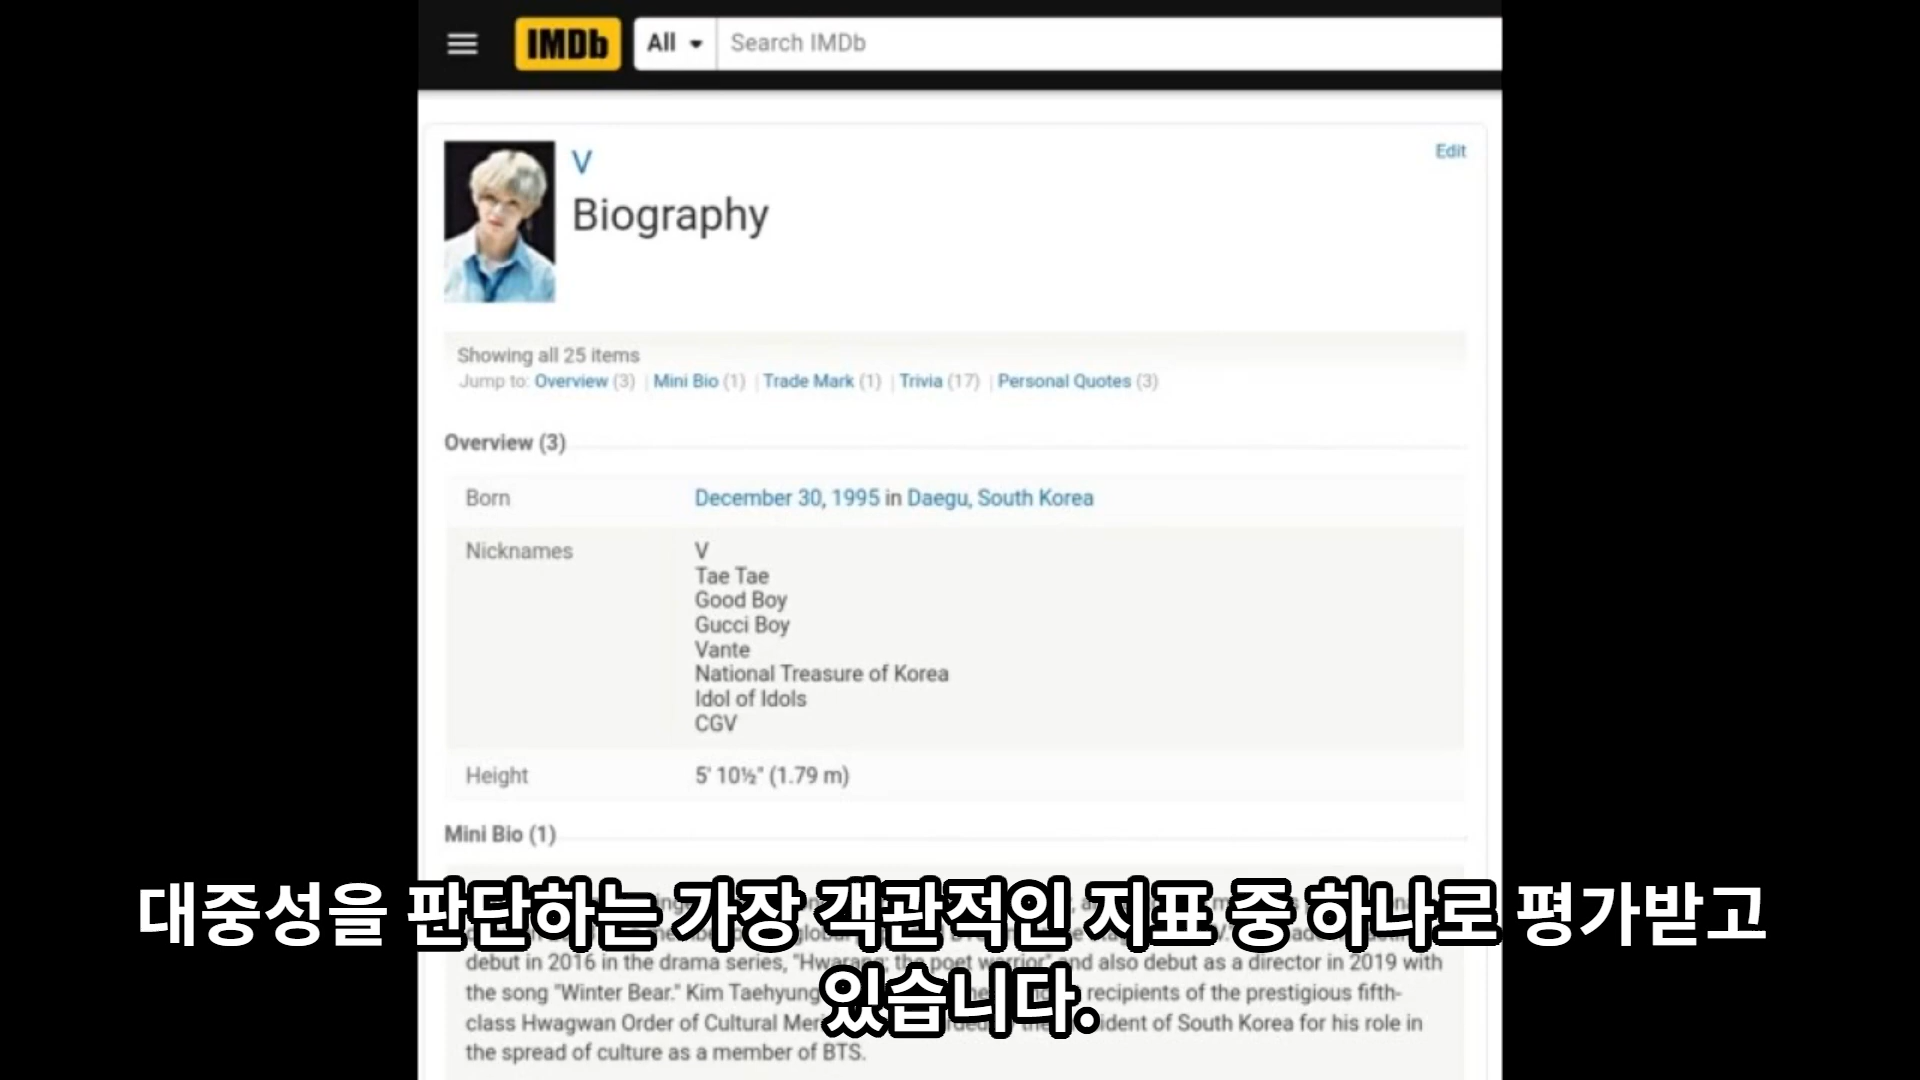 IMDb All Search IMDb
V
Edit
Biography
Showing all 25 items
Jump to: Overview (3) | Mini Bio (1) | Trade Mark (1) | Trivia (17) | Personal Quotes (3)
Overview (3)
Born December 30, 1995 in Daegu, South Korea
Nicknames V
Tae Tae
Good Boy
Gucci Boy
Vante
National Treasure of Korea
Idol of Idols
CGV
Height 5' 10½" (1.79 m)
Mini Bio (1)
대중성을 판단하는 가장 객관적인 지표 중 하나로 평가받고
있습니다.
debut in 2016 in the drama series, "Hwarang: the poet warrior" and also debut as a director in 2019 with
the song "Winter Bear." Kim Taehyung recipients of the prestigious fifth-
class Hwagwan Order of Cultural of South Korea for his role in
the spread of culture as a member of BTS.